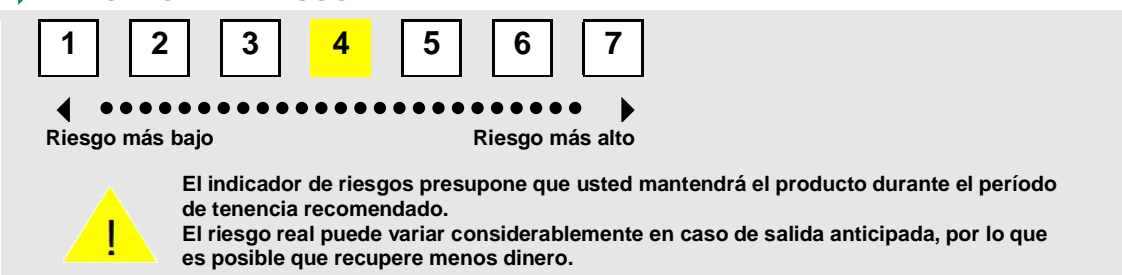 1 2 3 4 5 6 7
Riesgo más bajo Riesgo más alto
El indicador de riesgos presupone que usted mantendrá el producto durante el período
de tenencia recomendado.
El riesgo real puede variar considerablemente en caso de salida anticipada, por lo que
es posible que recupere menos dinero.
!